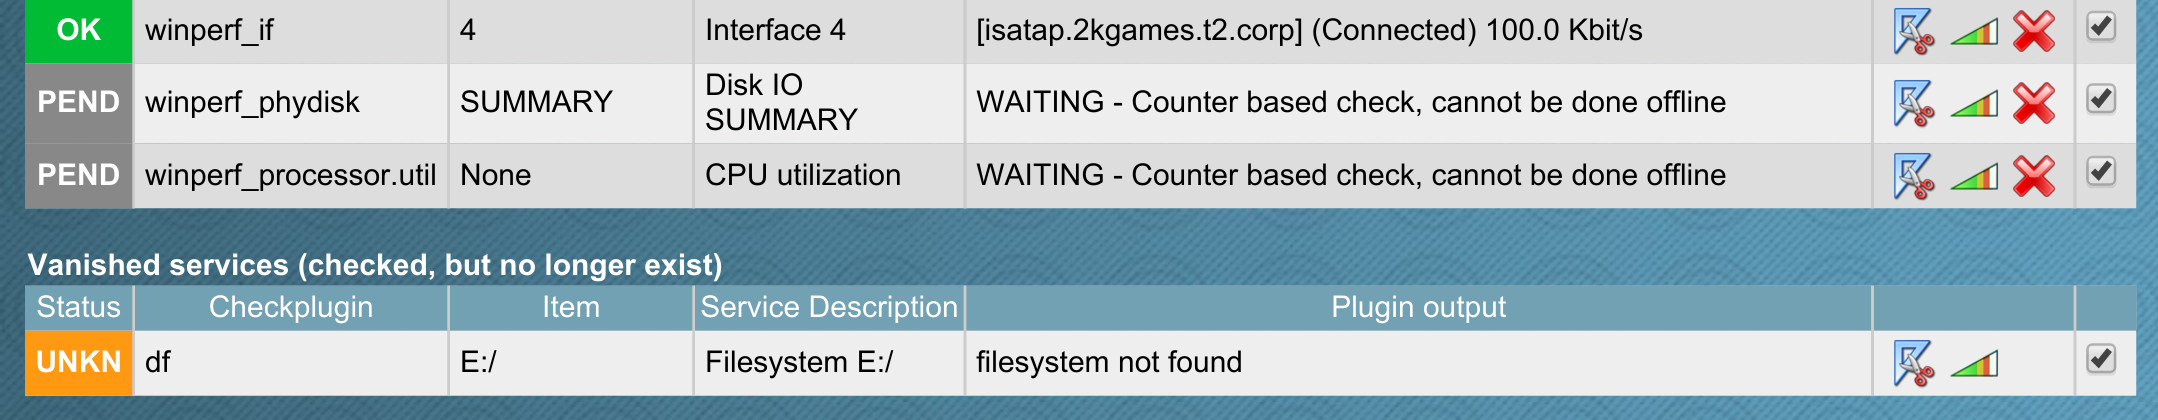 OK winperf_if 4 Interface 4 [isatap.2kgames.t2.corp] (Connected) 100.0 Kbit/s
PEND winperf_phydisk SUMMARY Disk IO SUMMARY WAITING - Counter based check, cannot be done offline
PEND winperf_processor.util None CPU utilization WAITING - Counter based check, cannot be done offline
Vanished services (checked, but no longer exist)
Status Checkplugin Item Service Description Plugin output
UNKN df E:/ Filesystem E:/ filesystem not found